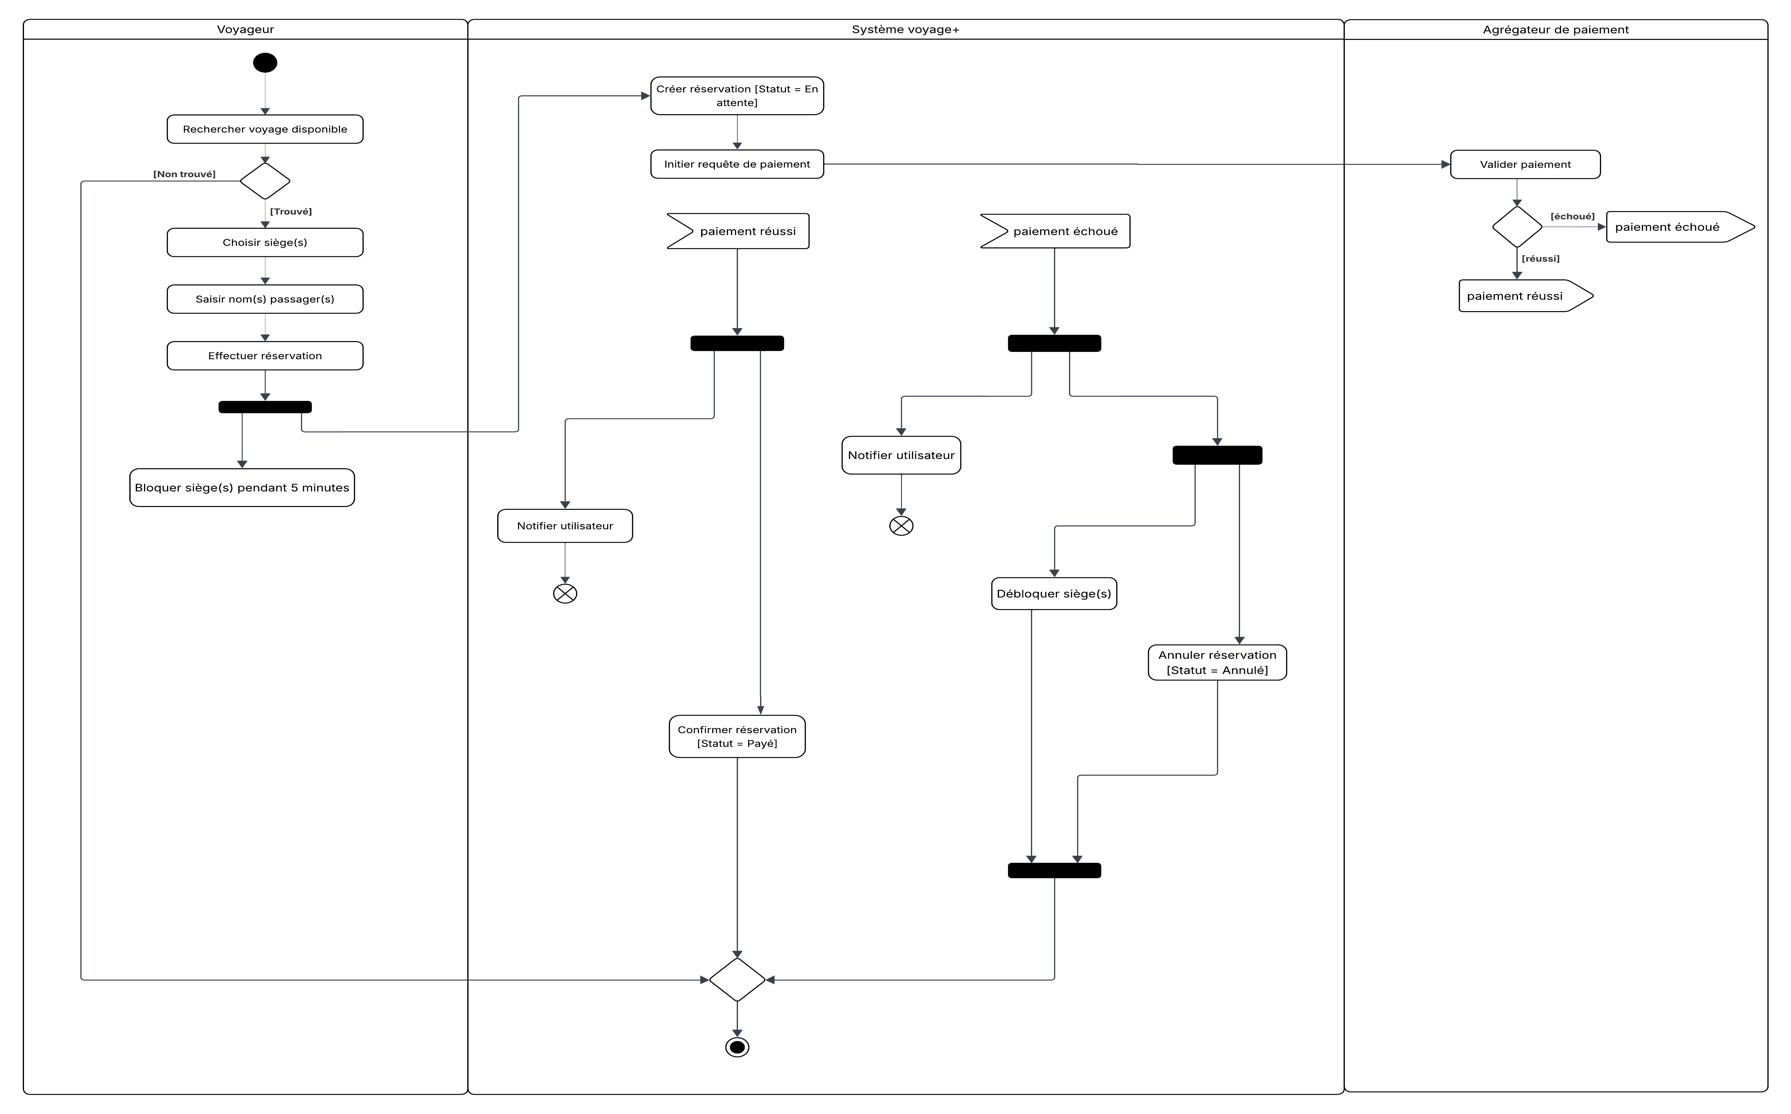 Voyageur
Système voyage+
Agrégateur de paiement
Créer réservation [Statut = En
attente]
Rechercher voyage disponible
Initier requête de paiement
Valider paiement
[Non trouvé]
[Trouvé]
[échoué]
paiement échoué
paiement réussi
paiement échoué
Choisir siège(s)
[réussi]
paiement réussi
Saisir nom(s) passager(s)
Effectuer réservation
Notifier utilisateur
Bloquer siège(s) pendant 5 minutes
Notifier utilisateur
Débloquer siège(s)
Annuler réservation
[Statut = Annulé]
Confirmer réservation
[Statut = Payé]